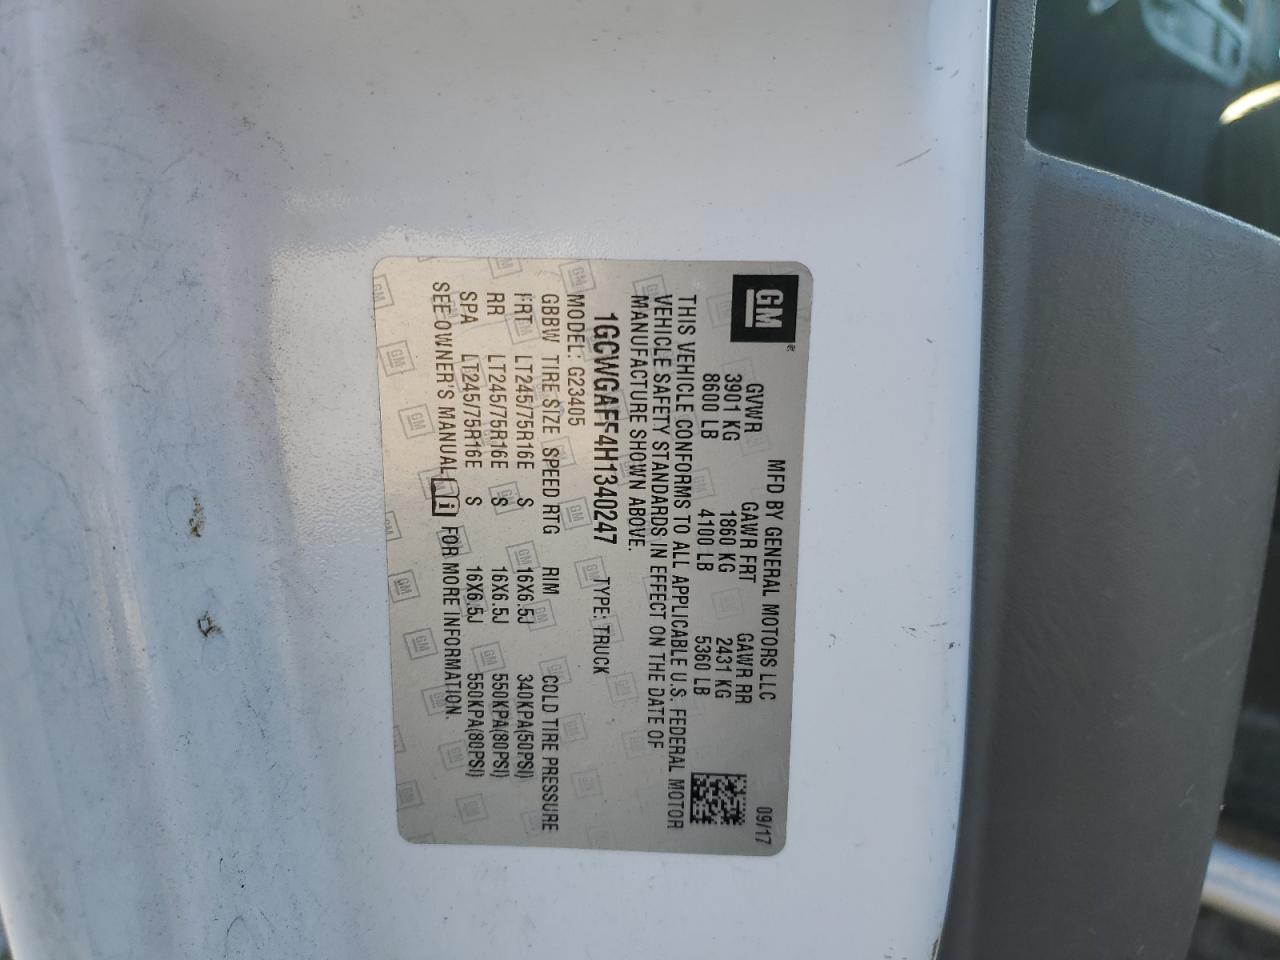 GM
MFD BY GENERAL MOTORS LLC 09/17
GVWR GAWR FRT GAWR RR
3901 KG 1860 KG 2431 KG
8600 LB 4100 LB 5360 LB
THIS VEHICLE CONFORMS TO ALL APPLICABLE U.S. FEDERAL MOTOR
VEHICLE SAFETY STANDARDS IN EFFECT ON THE DATE OF
MANUFACTURE SHOWN ABOVE.
1GCWGAFF4H1340247 TYPE: TRUCK
MODEL: G23405
GBBW TIRE SIZE SPEED RTG RIM COLD TIRE PRESSURE
FRT LT245/75R16E S 16X6.5J 340KPA(50PSI)
RR LT245/75R16E S 16X6.5J 550KPA(80PSI)
SPA LT245/75R16E S 16X6.5J 550KPA(80PSI)
SEE OWNER'S MANUAL i FOR MORE INFORMATION.